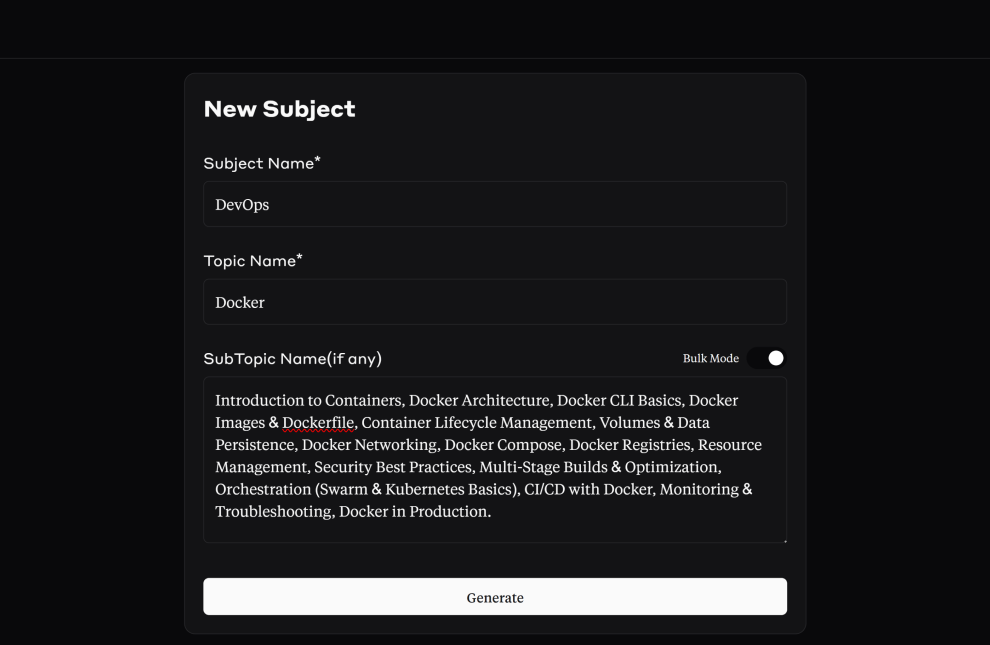 New Subject
Subject Name*
DevOps
Topic Name*
Docker
SubTopic Name(if any)
Bulk Mode
Introduction to Containers, Docker Architecture, Docker CLI Basics, Docker
Images & Dockerfile, Container Lifecycle Management, Volumes & Data
Persistence, Docker Networking, Docker Compose, Docker Registries, Resource
Management, Security Best Practices, Multi-Stage Builds & Optimization,
Orchestration (Swarm & Kubernetes Basics), CI/CD with Docker, Monitoring &
Troubleshooting, Docker in Production.
Generate